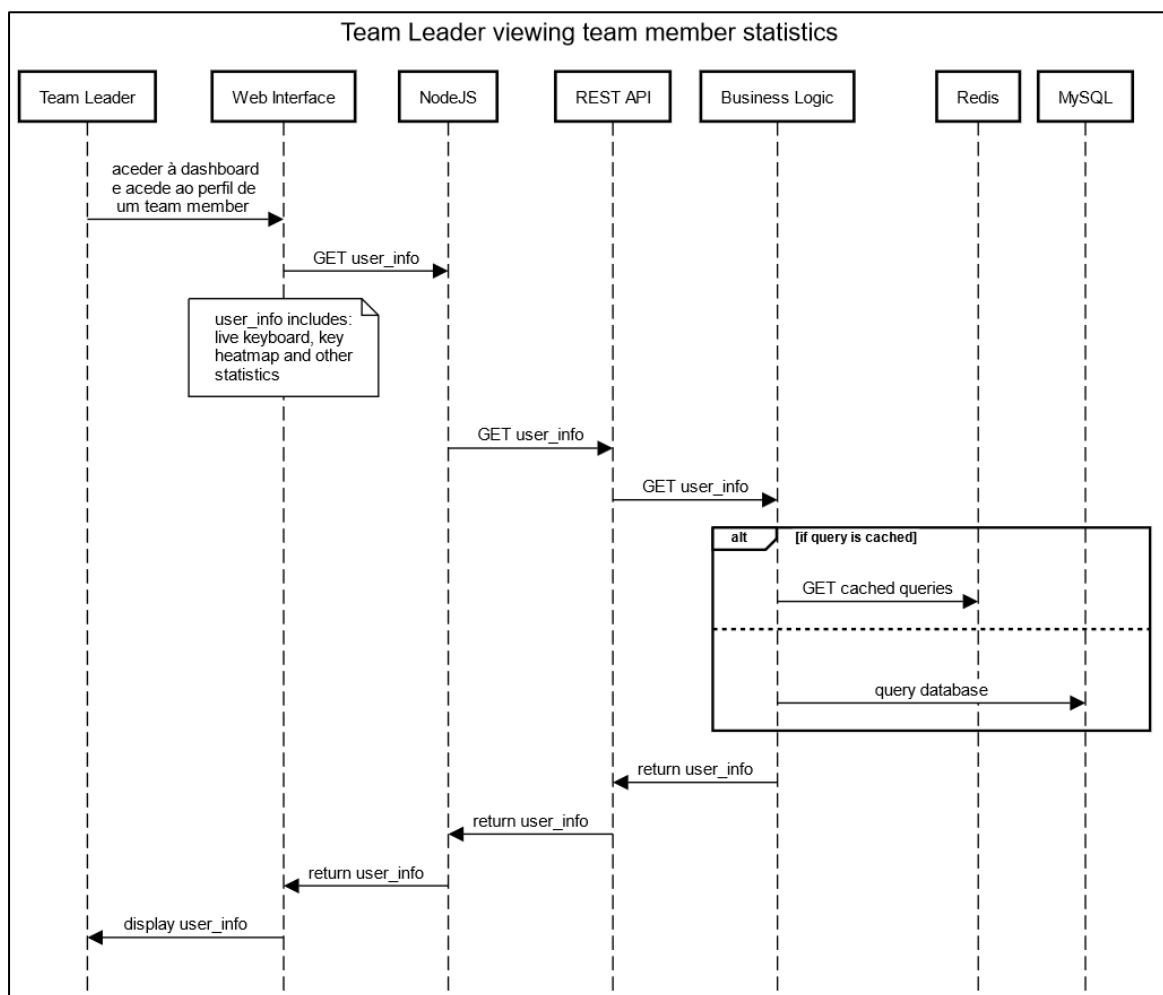 Team Leader viewing team member statistics
Team Leader
Web Interface
NodeJS
REST API
Business Logic
Redis
MySQL
aceder à dashboard
e acede ao perfil de
um team member
GET user_info
user_info includes:
live keyboard, key
heatmap and other
statistics
GET user_info
GET user_info
alt
[if query is cached]
GET cached queries
query database
return user_info
return user_info
return user_info
display user_info